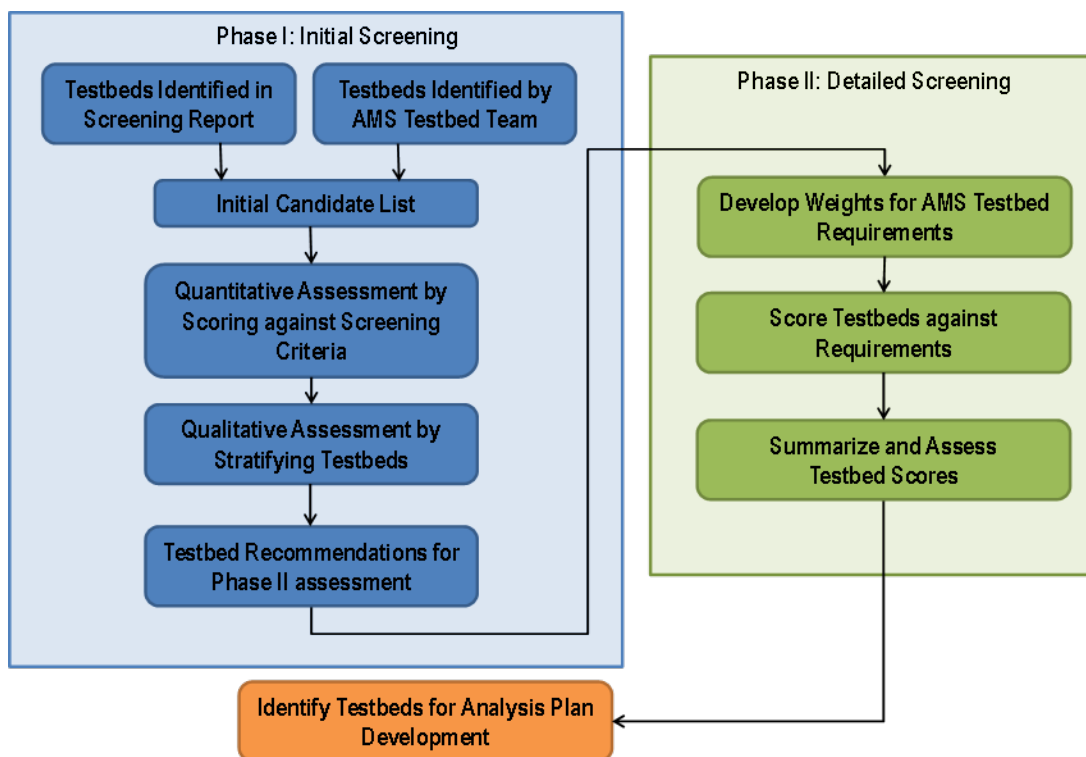 Phase I: Initial Screening
Testbeds Identified in
Screening Report
Testbeds Identified by
AMS Testbed Team
Initial Candidate List
Quantitative Assessment by
Scoring against Screening
Criteria
Qualitative Assessment by
Stratifying Testbeds
Testbed Recommendations for
Phase II assessment
Phase II: Detailed Screening
Develop Weights for AMS Testbed
Requirements
Score Testbeds against
Requirements
Summarize and Assess
Testbed Scores
Identify Testbeds for Analysis Plan
Development